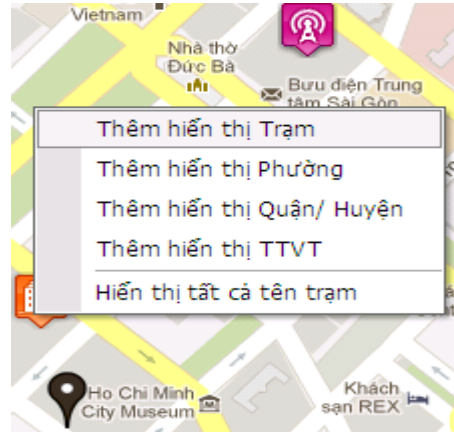 Vietnam
Nhà thờ
Đức Bà
Bưu điện Trung
tâm Sài Gòn
Thêm hiển thị Trạm
Thêm hiển thị Phường
Thêm hiển thị Quận/ Huyện
Thêm hiển thị TTVT
Hiển thị tất cả tên trạm
Ho Chi Minh
City Museum
Khách
sạn REX